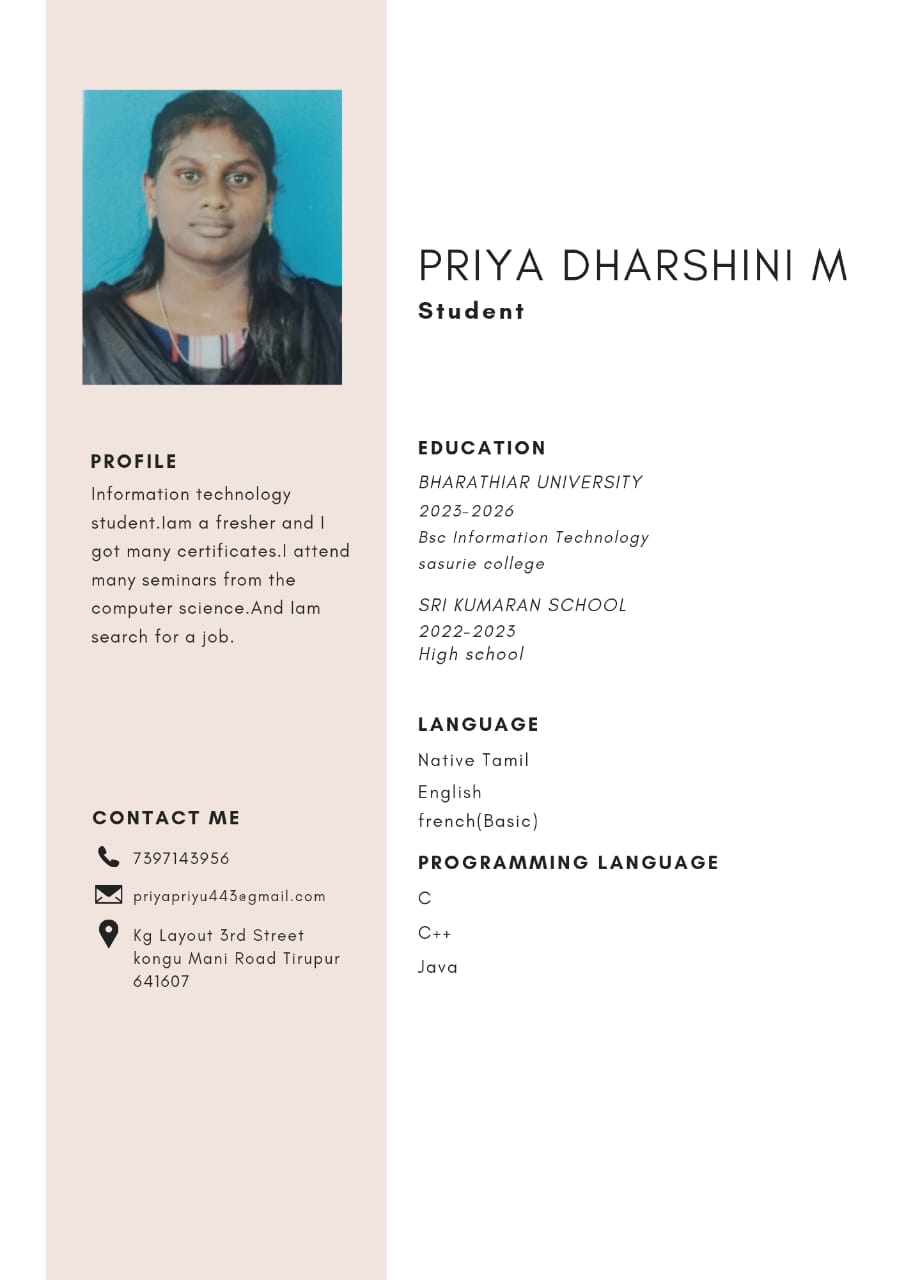 PRIYA DHARSHINI M
Student
PROFILE
Information technology
student.Iam a fresher and I
got many certificates.I attend
many seminars from the
computer science.And Iam
search for a job.
CONTACT ME
7397143956
priyapriyu443@gmail.com
Kg Layout 3rd Street
kongu Mani Road Tirupur
641607
EDUCATION
BHARATHIAR UNIVERSITY
2023-2026
Bsc Information Technology
sasurie college
SRI KUMARAN SCHOOL
2022-2023
High school
LANGUAGE
Native Tamil
English
french(Basic)
PROGRAMMING LANGUAGE
C
C++
Java